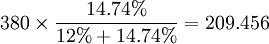 380 × 14.74% / 12% + 14.74% = 209.456